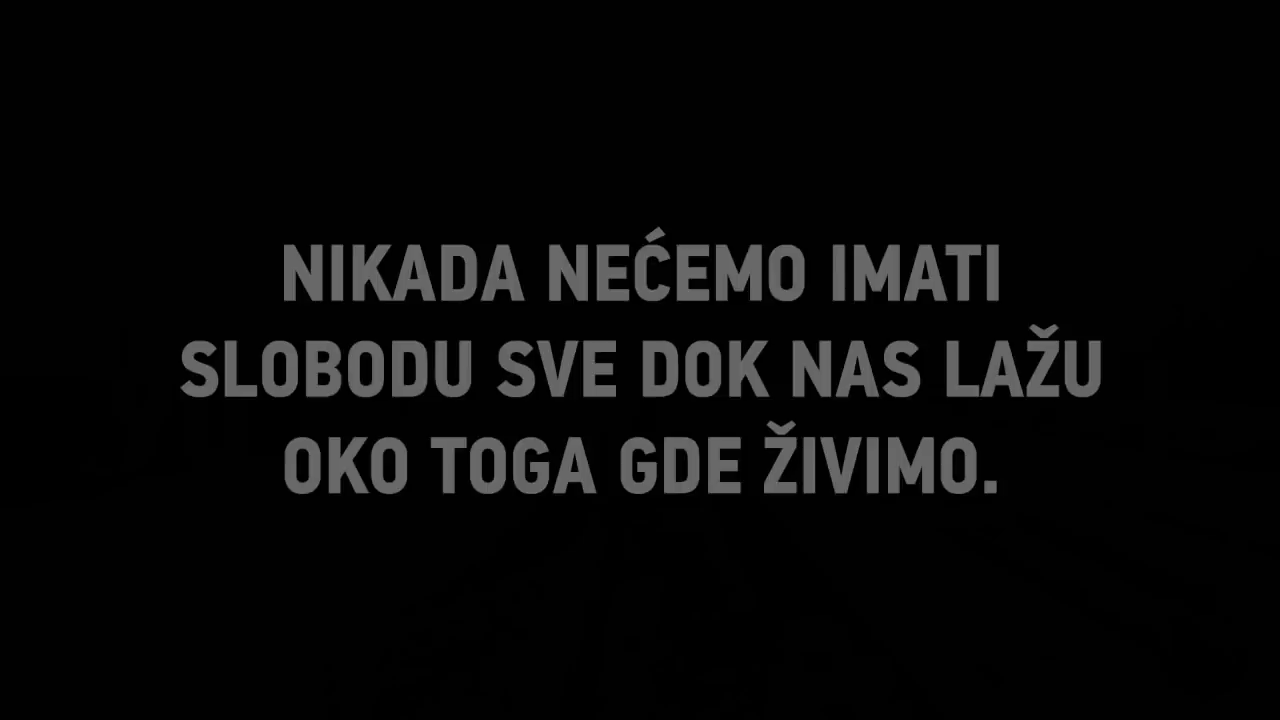 NIKADA NEĆEMO IMATI
SLOBODU SVE DOK NAS LAŽU
OKO TOGA GDE ŽIVIMO.